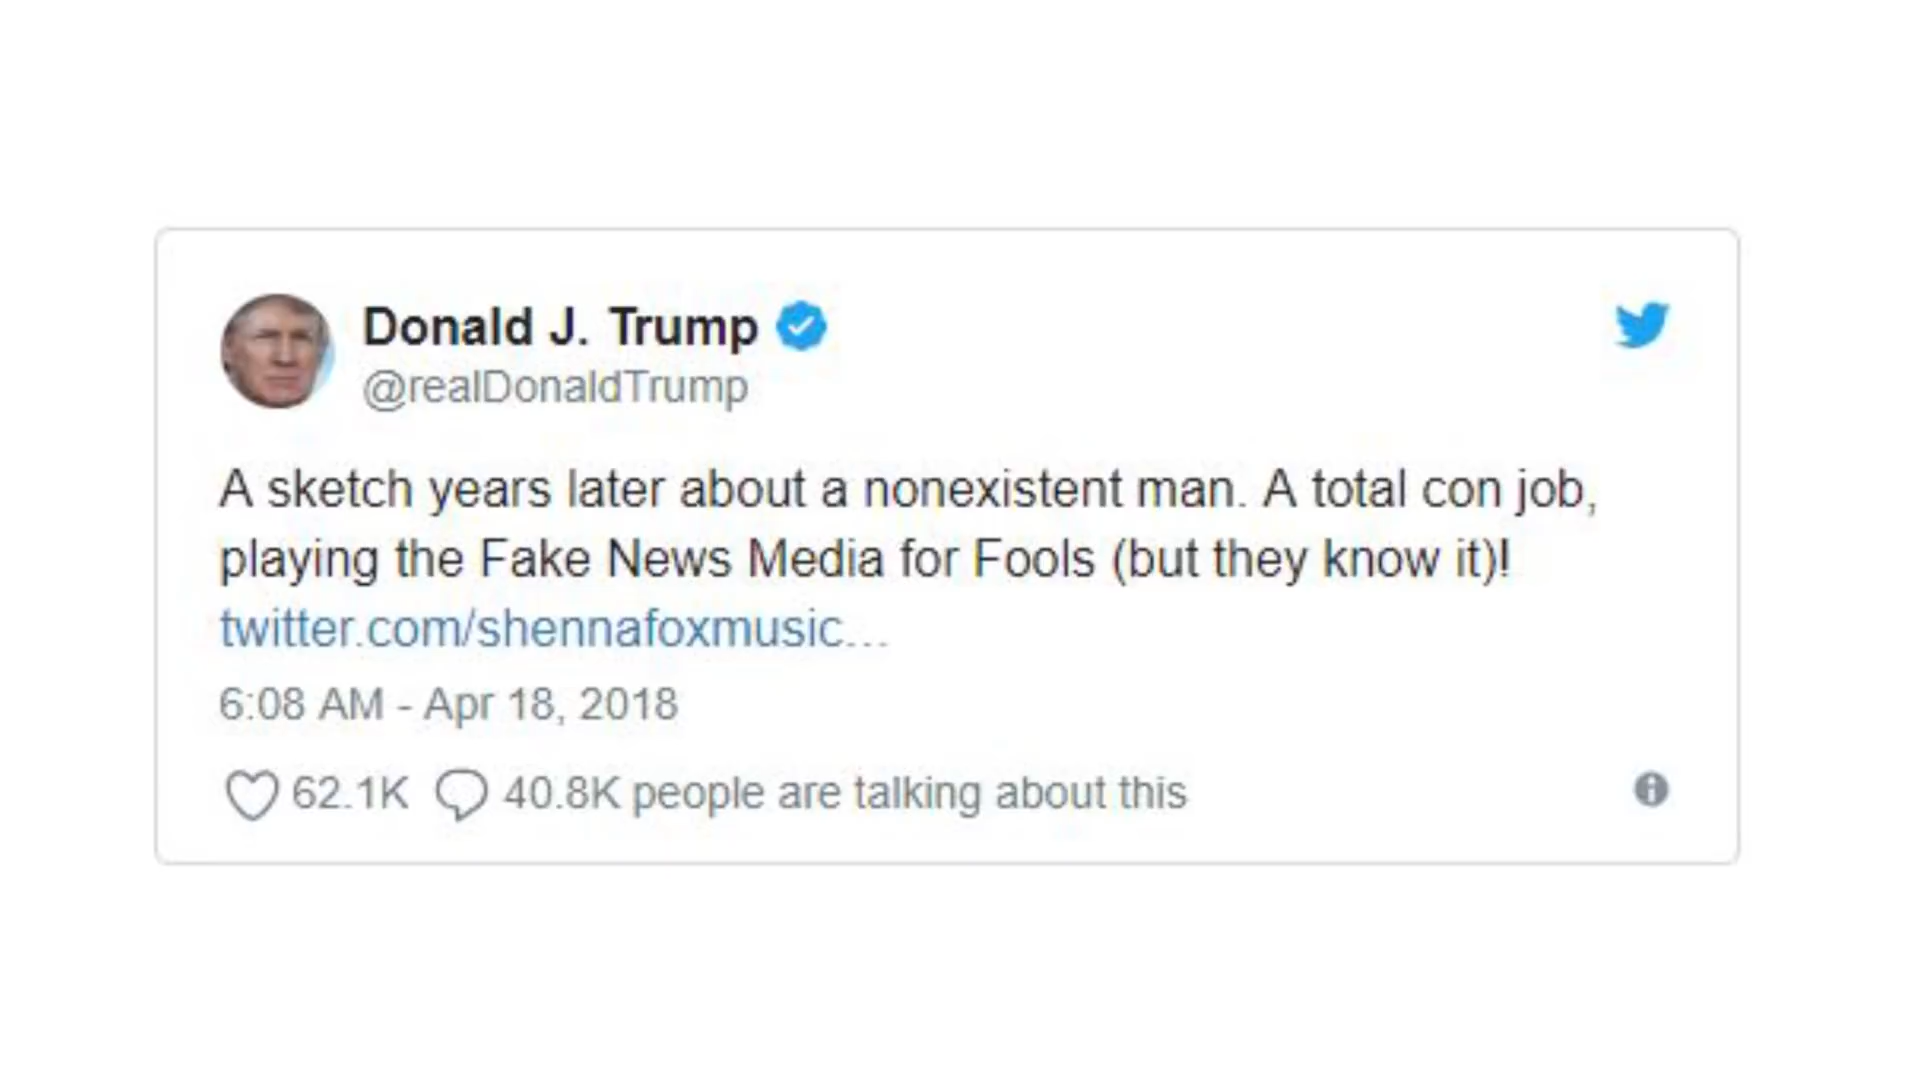 Donald J. Trump
@realDonaldTrump
A sketch years later about a nonexistent man. A total con job,
playing the Fake News Media for Fools (but they know it)!
twitter.com/shennafoxmusic…
6:08 AM - Apr 18, 2018
62.1K 40.8K people are talking about this